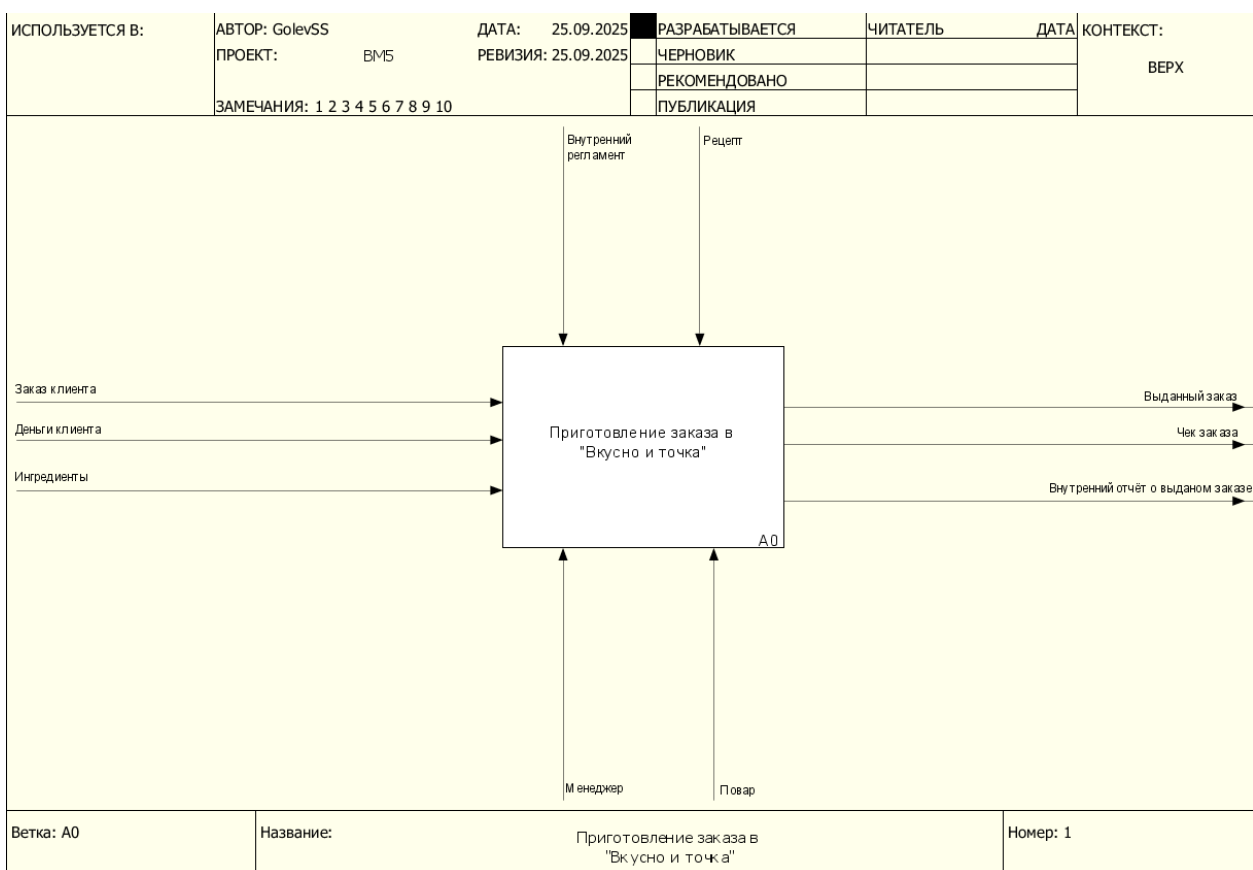 ИСПОЛЬЗУЕТСЯ В:
АВТОР: GolevSS
ДАТА: 25.09.2025
ПРОЕКТ: BM5
РЕВИЗИЯ: 25.09.2025
ЗАМЕЧАНИЯ: 1 2 3 4 5 6 7 8 9 10
РАЗРАБАТЫВАЕТСЯ
ЧЕРНОВИК
РЕКОМЕНДОВАНО
ПУБЛИКАЦИЯ
ЧИТАТЕЛЬ
ДАТА
КОНТЕКСТ:
ВЕРХ
Внутренний
регламент
Рецепт
Заказ клиента
Деньги клиента
Ингредиенты
Приготовление заказа в
"Вкусно и точка"
A0
Выданный заказ
Чек заказа
Внутренний отчёт о выданом заказе
Менеджер
Повар
Ветка: A0
Название:
Приготовление заказа в
"Вкусно и точка"
Номер: 1